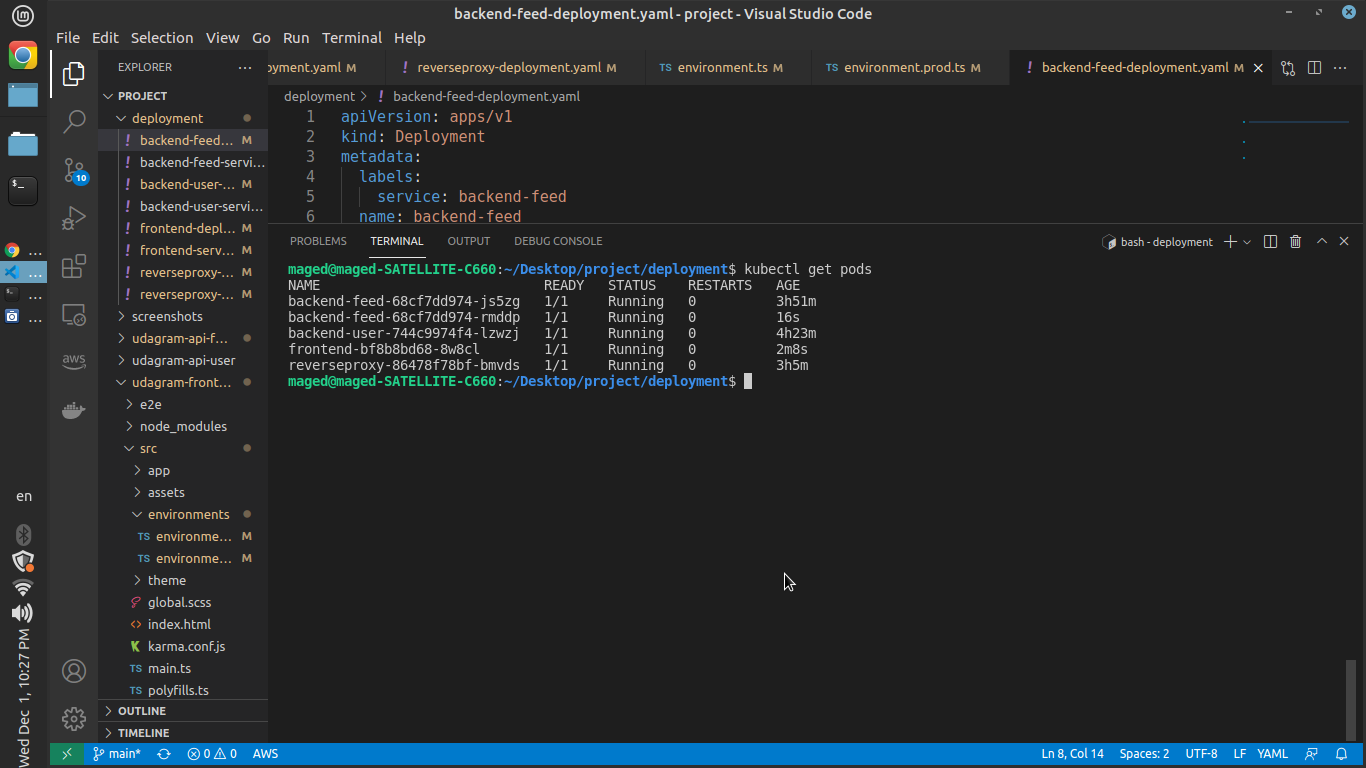 backend-feed-deployment.yaml - project - Visual Studio Code
File Edit Selection View Go Run Terminal Help
EXPLORER
PROJECT
deployment
backend-feed... M
backend-feed-servi...
backend-user-... M
backend-user-servi...
frontend-depl... M
frontend-serv... M
reverseproxy-... M
reverseproxy-... M
screenshots
udagram-api-f...
udagram-api-user
udagram-front...
e2e
node_modules
src
app
assets
environments
TS environme... M
TS environme... M
theme
global.scss
index.html
karma.conf.js
TS main.ts
TS polyfills.ts
OUTLINE
TIMELINE
10
aws
oyment.yaml M
! reverseproxy-deployment.yaml M
TS environment.ts M
TS environment.prod.ts M
! backend-feed-deployment.yaml M
deployment > ! backend-feed-deployment.yaml
1 apiVersion: apps/v1
2 kind: Deployment
3 metadata:
4 labels:
5 service: backend-feed
6 name: backend-feed
PROBLEMS TERMINAL OUTPUT DEBUG CONSOLE
bash - deployment
maged@maged-SATELLITE-C660:~/Desktop/project/deployment$ kubectl get pods
NAME READY STATUS RESTARTS AGE
backend-feed-68cf7dd974-js5zg 1/1 Running 0 3h51m
backend-feed-68cf7dd974-rmddp 1/1 Running 0 16s
backend-user-744c9974f4-lzwzj 1/1 Running 0 4h23m
frontend-bf8b8bd68-8w8cl 1/1 Running 0 2m8s
reverseproxy-86478f78bf-bmvds 1/1 Running 0 3h5m
maged@maged-SATELLITE-C660:~/Desktop/project/deployment$
en
Wed Dec 1, 10:27 PM
main* 0 0 AWS
Ln 8, Col 14 Spaces: 2 UTF-8 LF YAML